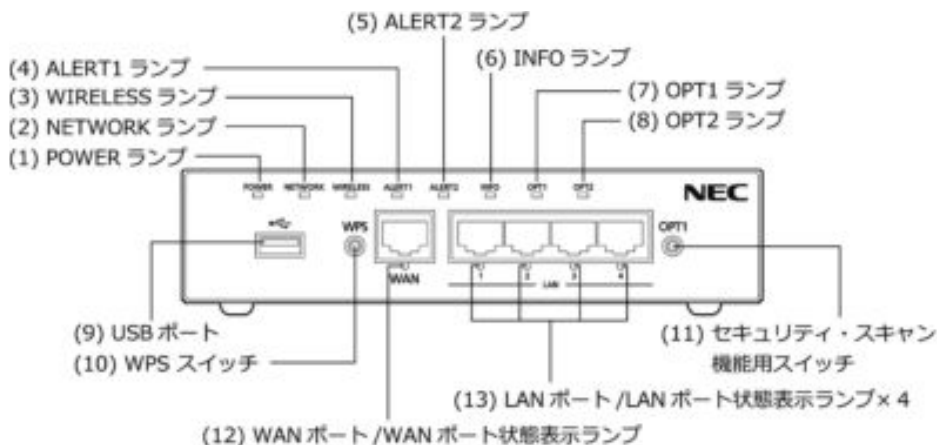 (5) ALERT2 ランプ
(4) ALERT1 ランプ
(6) INFO ランプ
(3) WIRELESS ランプ
(7) OPT1 ランプ
(2) NETWORK ランプ
(8) OPT2 ランプ
(1) POWER ランプ
POWER NETWORK WIRELESS ALERT1 ALERT2 INFO OPT1 OPT2
NEC
WPS
OPT1
WAN
1 2 3 4
LAN
(9) USB ポート
(10) WPS スイッチ
(11) セキュリティ・スキャン
機能用スイッチ
(13) LAN ポート /LAN ポート状態表示ランプ× 4
(12) WAN ポート /WAN ポート状態表示ランプ